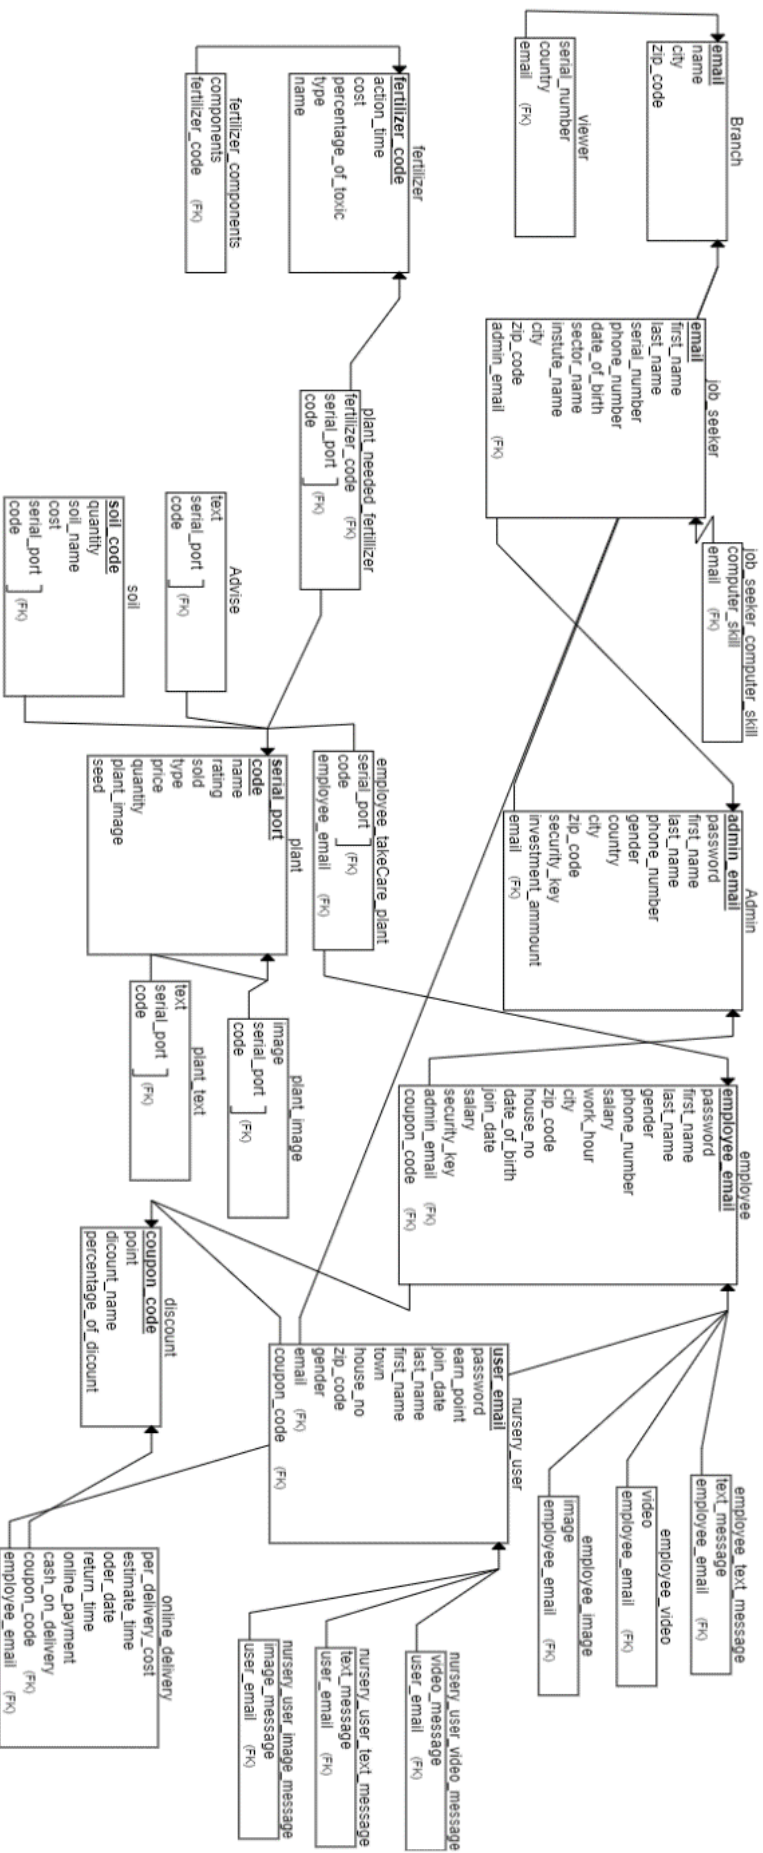 Branch
email
name
city
zip_code
viewer
serial_number
country
email (FK)
fertilizer
fertilizer_code
action_time
cost
percentage_of_toxic
type
name
fertilizer_components
components
fertilizer_code (FK)
job_seeker
email
first_name
last_name
serial_number
phone_number
date_of_birth
sector_name
instute_name
city
zip_code
admin_email (FK)
job_seeker_computer_skill
computer_skill
email (FK)
plant_needed_fertillizer
fertilizer_code (FK)
serial_port
code
(FK)
Advise
text
serial_port
code
(FK)
soil
soil_code
quantity
soil_name
cost
serial_port
code
(FK)
Admin
admin_email
password
first_name
last_name
phone_number
gender
country
city
zip_code
security_key
investment_ammount
email (FK)
employee_takeCare_plant
serial_port
code
(FK)
employee_email (FK)
plant
serial_port
code
name
rating
sold
type
price
quantity
plant_image
seed
plant_image
image
serial_port
code
(FK)
plant_text
text
serial_port
code
(FK)
employee
employee_email
password
first_name
last_name
gender
phone_number
salary
work_hour
city
zip_code
house_no
date_of_birth
join_date
salary
security_key
admin_email (FK)
coupon_code (FK)
discount
coupon_code
point
dicount_name
percentage_of_dicount
nursery_user
user_email
password
earn_point
join_date
last_name
first_name
town
house_no
zip_code
gender
email (FK)
coupon_code (FK)
employee_text_message
text_message
employee_email (FK)
employee_video
video
employee_email (FK)
employee_image
image
employee_email (FK)
online_delivery
per_delivery_cost
estimate_time
oder_date
return_time
online_payment
cash_on_delivery
coupon_code (FK)
employee_email (FK)
nursery_user_video_message
video_message
user_email (FK)
nursery_user_text_message
text_message
user_email (FK)
nursery_user_image_message
image_message
user_email (FK)